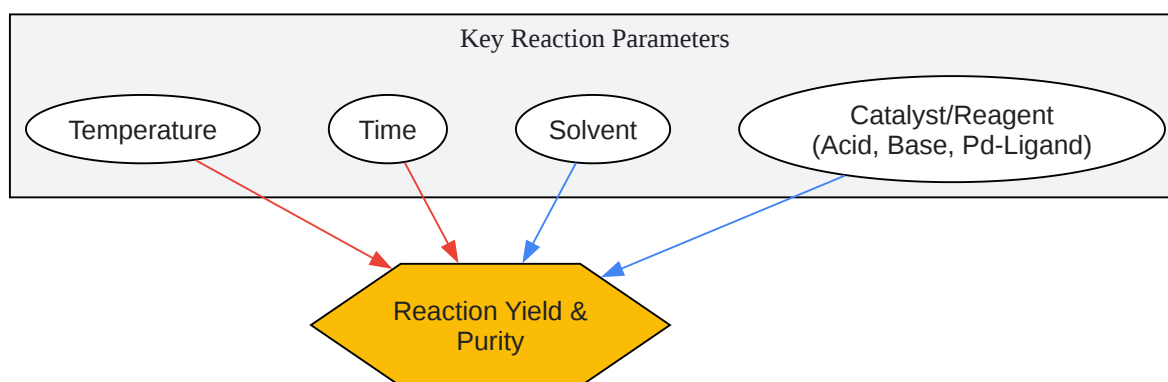 Key Reaction Parameters
Temperature
Time
Solvent
Catalyst/Reagent
(Acid, Base, Pd-Ligand)
Reaction Yield &
Purity